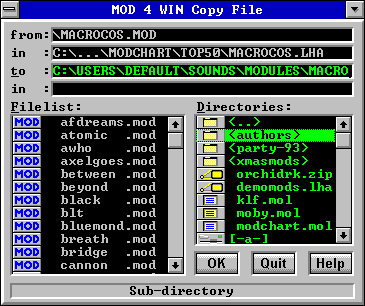 MOD 4 WIN Copy File
from: \MACROCOS.MOD
in : C:\...\MODCHART\TOP50\MACROCOS.LHA
to : C:\USERS\DEFAULT\SOUNDS\MODULES\MACRO
in :
Filelist:
MOD afdreams.mod
MOD atomic .mod
MOD awho .mod
MOD axelgoes.mod
MOD between .mod
MOD beyond .mod
MOD black .mod
MOD blt .mod
MOD bluemond.mod
MOD breath .mod
MOD bridge .mod
MOD cannon .mod
Directories:
<..>
<authors>
<party-93>
<xmasmods>
orchidrk.zip
demomods.lha
klf.mol
moby.mol
modchart.mol
[-a-]
OK Quit Help
Sub-directory